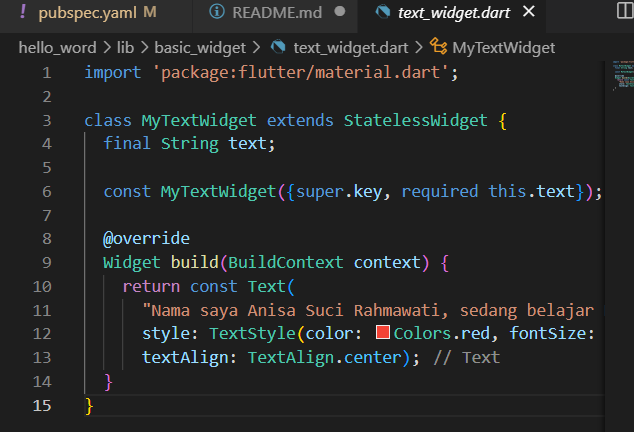 pubspec.yaml M
README.md
text_widget.dart
hello_word > lib > basic_widget > text_widget.dart > MyTextWidget
1 import 'package:flutter/material.dart';
2
3 class MyTextWidget extends StatelessWidget {
4 final String text;
5
6 const MyTextWidget({super.key, required this.text});
7
8 @override
9 Widget build(BuildContext context) {
10 return const Text(
11 "Nama saya Anisa Suci Rahmawati, sedang belajar
12 style: TextStyle(color: Colors.red, fontSize:
13 textAlign: TextAlign.center); // Text
14 }
15 }